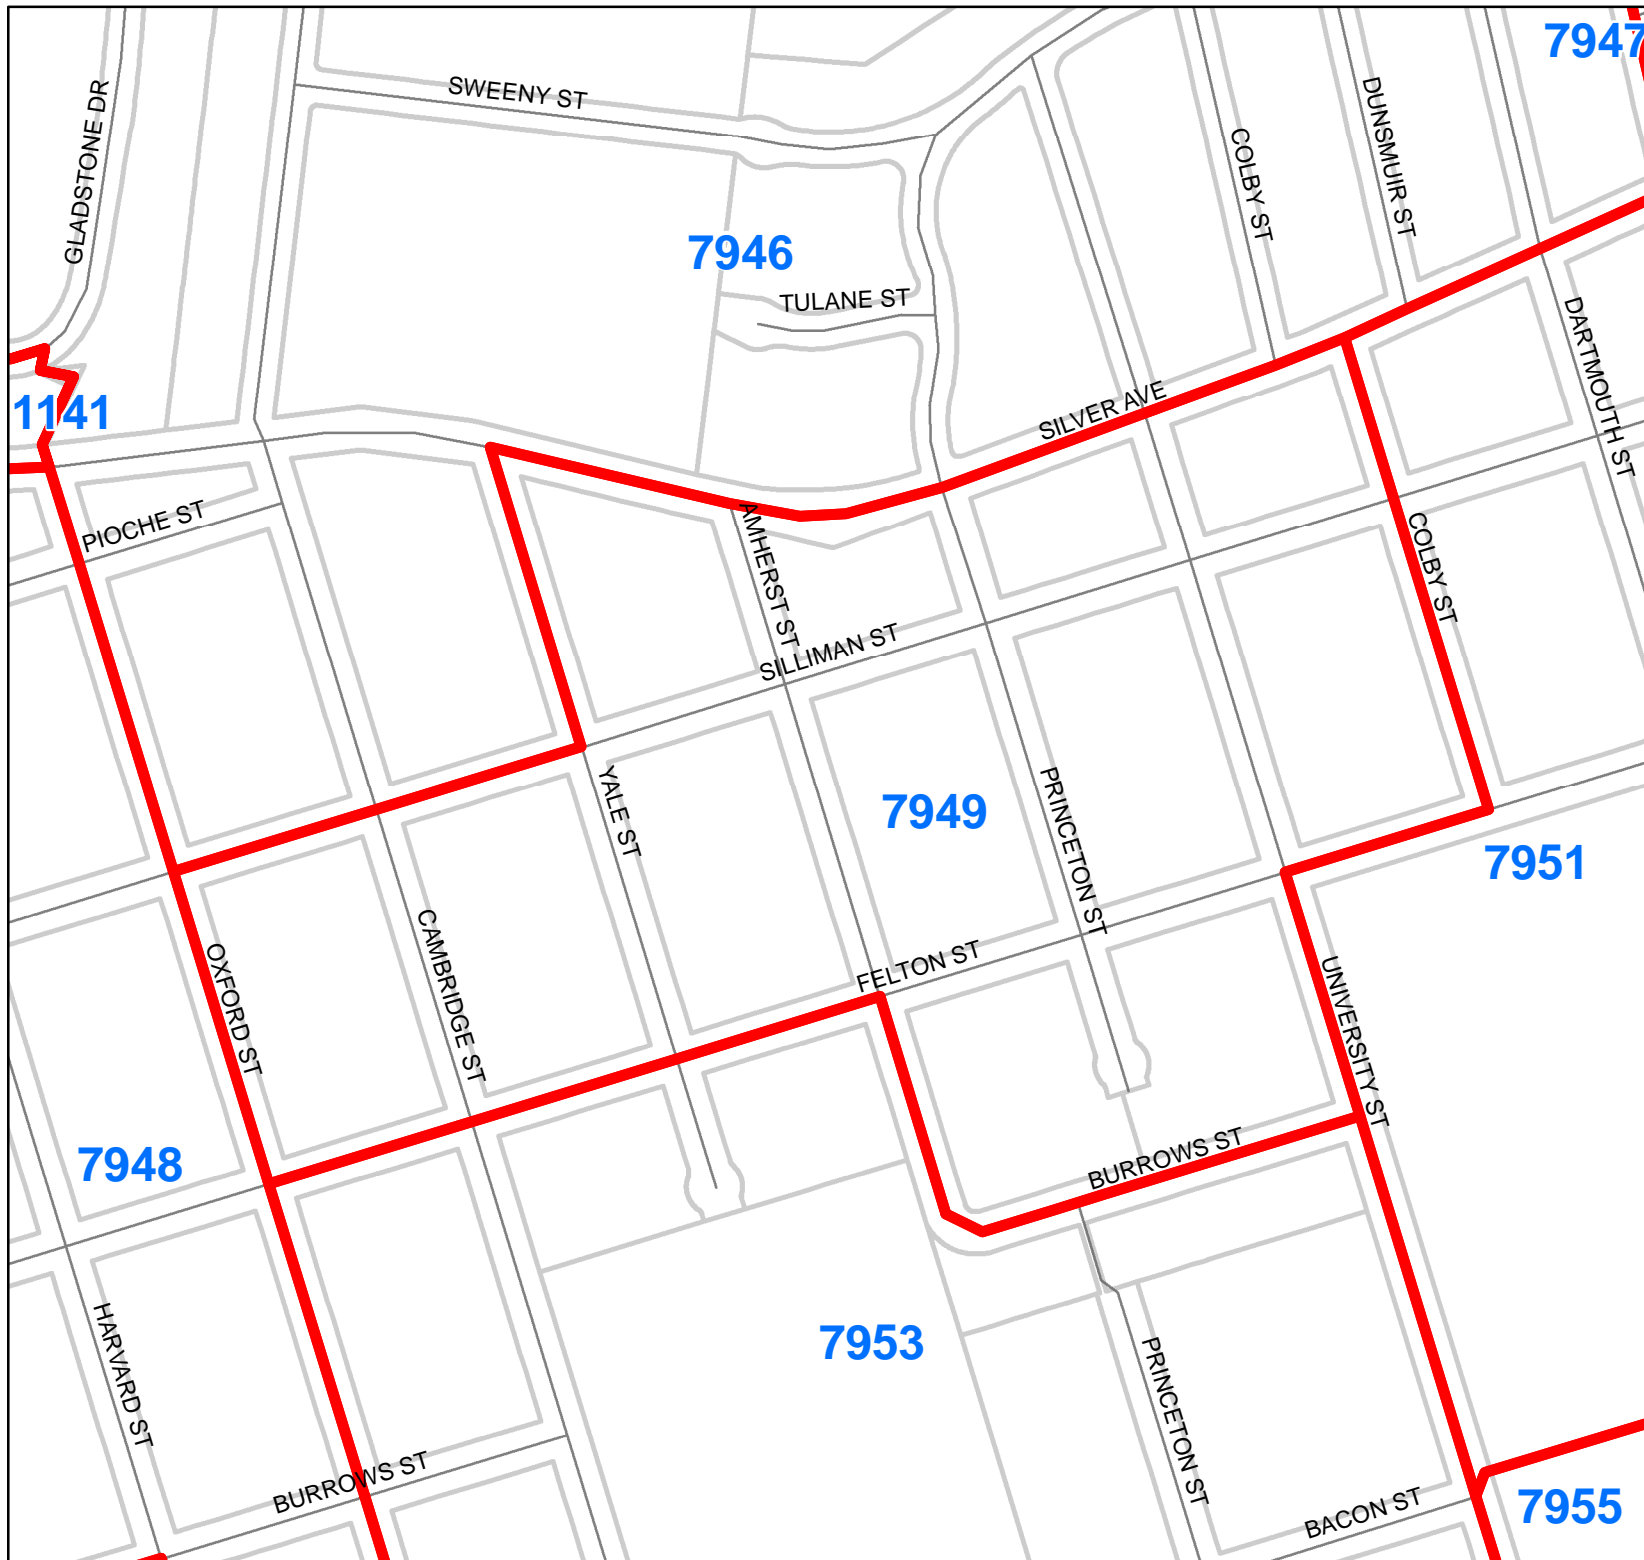 7947
SWEENY ST
GLADSTONE DR
DUNSMUIR ST
COLBY ST
7946
TULANE ST
DARTMOUTH ST
1141
SILVER AVE
PIOCHE ST
AMHERST ST
COLBY ST
SILLIMAN ST
YALE ST
7949
PRINCETON ST
7951
CAMBRIDGE ST
OXFORD ST
FELTON ST
UNIVERSITY ST
7948
BURROWS ST
HARVARD ST
7953
PRINCETON ST
BURROWS ST
BACON ST
7955